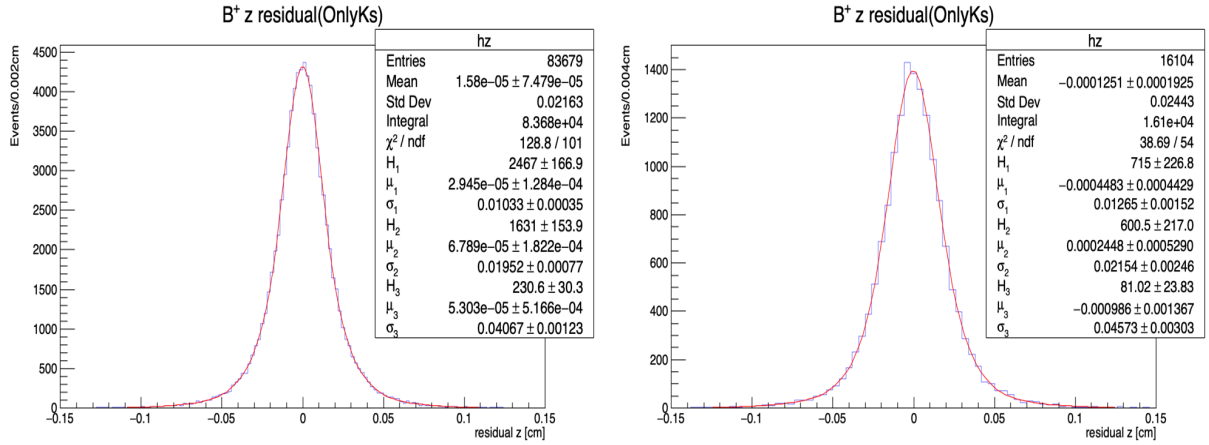 B⁺ z residual(OnlyKs)
Events/0.002cm
4500
4000
3500
3000
2500
2000
1500
1000
500
0
−0.15
−0.1
−0.05
0
0.05
0.1
0.15
residual z [cm]
hz
Entries 83679
Mean 1.58e−05 ± 7.479e−05
Std Dev 0.02163
Integral 8.368e+04
χ² / ndf 128.8 / 101
H₁ 2467 ± 166.9
μ₁ 2.945e−05 ± 1.284e−04
σ₁ 0.01033 ± 0.00035
H₂ 1631 ± 153.9
μ₂ 6.789e−05 ± 1.822e−04
σ₂ 0.01952 ± 0.00077
H₃ 230.6 ± 30.3
μ₃ 5.303e−05 ± 5.166e−04
σ₃ 0.04067 ± 0.00123
B⁺ z residual(OnlyKs)
Events/0.004cm
1400
1200
1000
800
600
400
200
0
−0.15
−0.1
−0.05
0
0.05
0.1
0.15
residual z [cm]
hz
Entries 16104
Mean −0.0001251 ± 0.0001925
Std Dev 0.02443
Integral 1.61e+04
χ² / ndf 38.69 / 54
H₁ 715 ± 226.8
μ₁ −0.0004483 ± 0.0004429
σ₁ 0.01265 ± 0.00152
H₂ 600.5 ± 217.0
μ₂ 0.0002448 ± 0.0005290
σ₂ 0.02154 ± 0.00246
H₃ 81.02 ± 23.83
μ₃ −0.000986 ± 0.001367
σ₃ 0.04573 ± 0.00303